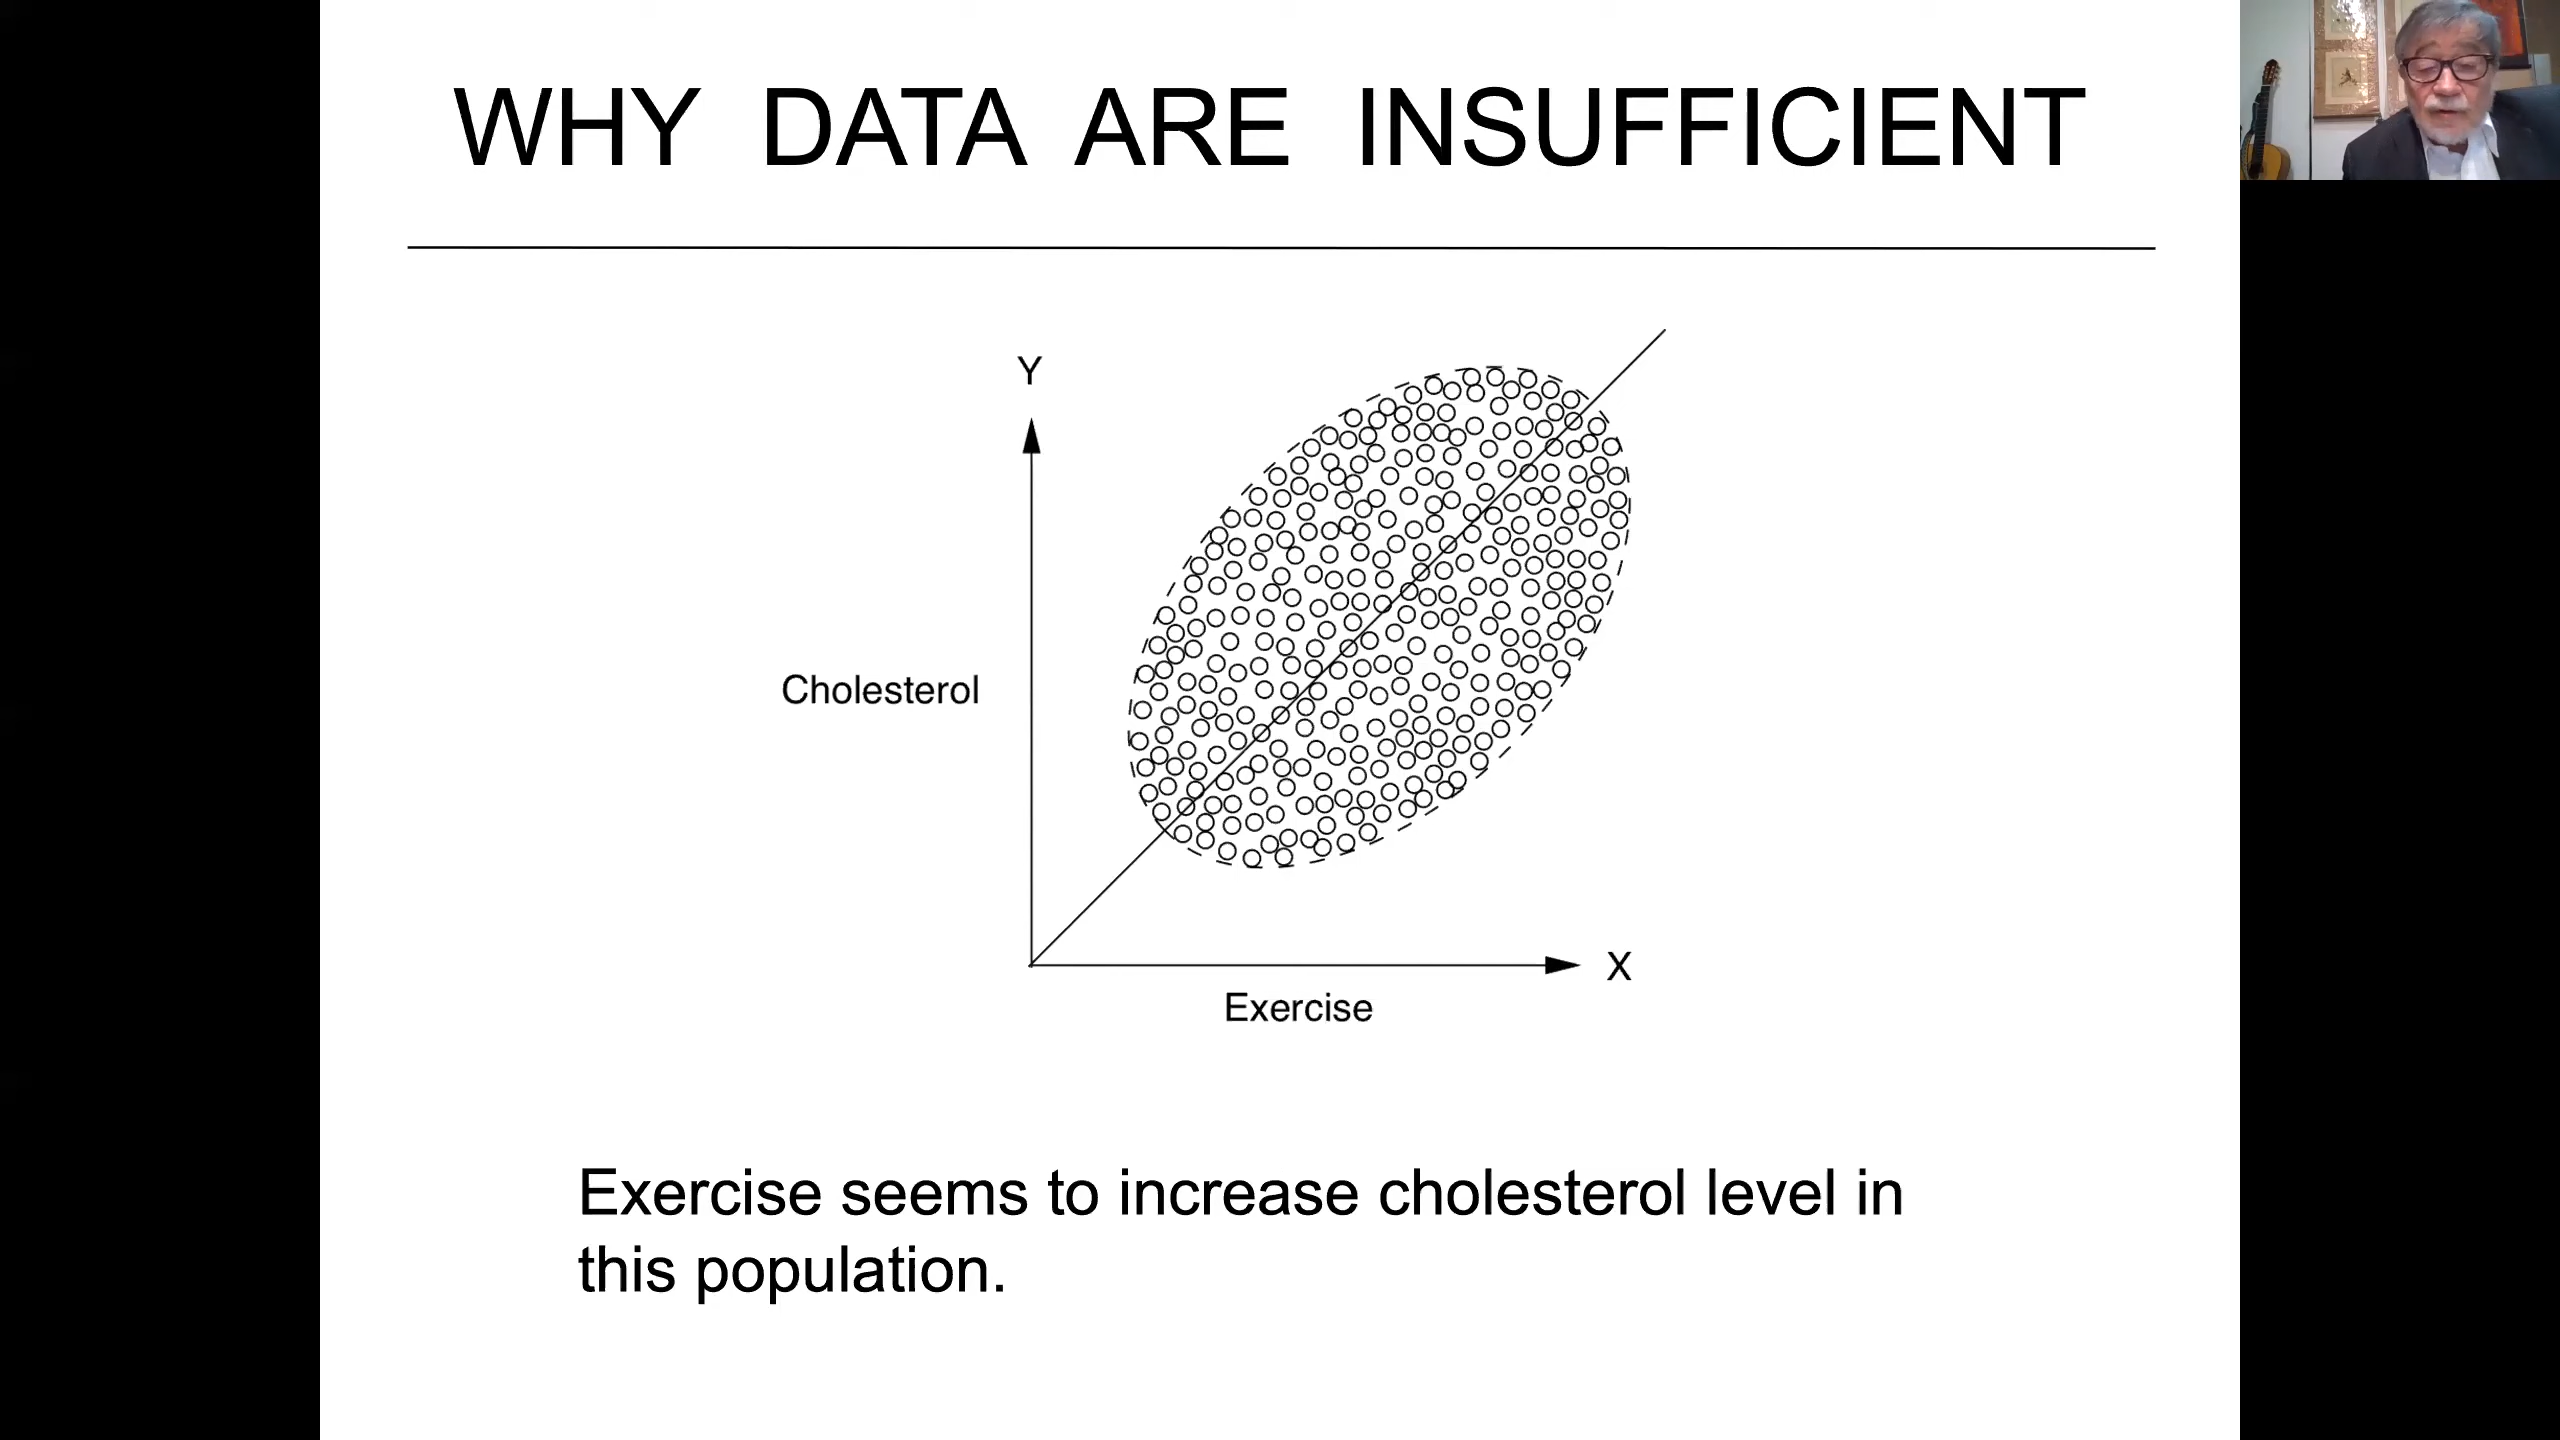 WHY DATA ARE INSUFFICIENT
Y
Cholesterol
X
Exercise
Exercise seems to increase cholesterol level in
this population.